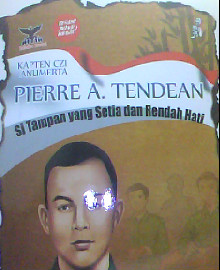 KAPTEN CZI
ANUMERTA
PIERRE A. TENDEAN
Si Tampan yang Setia dan Rendah Hati